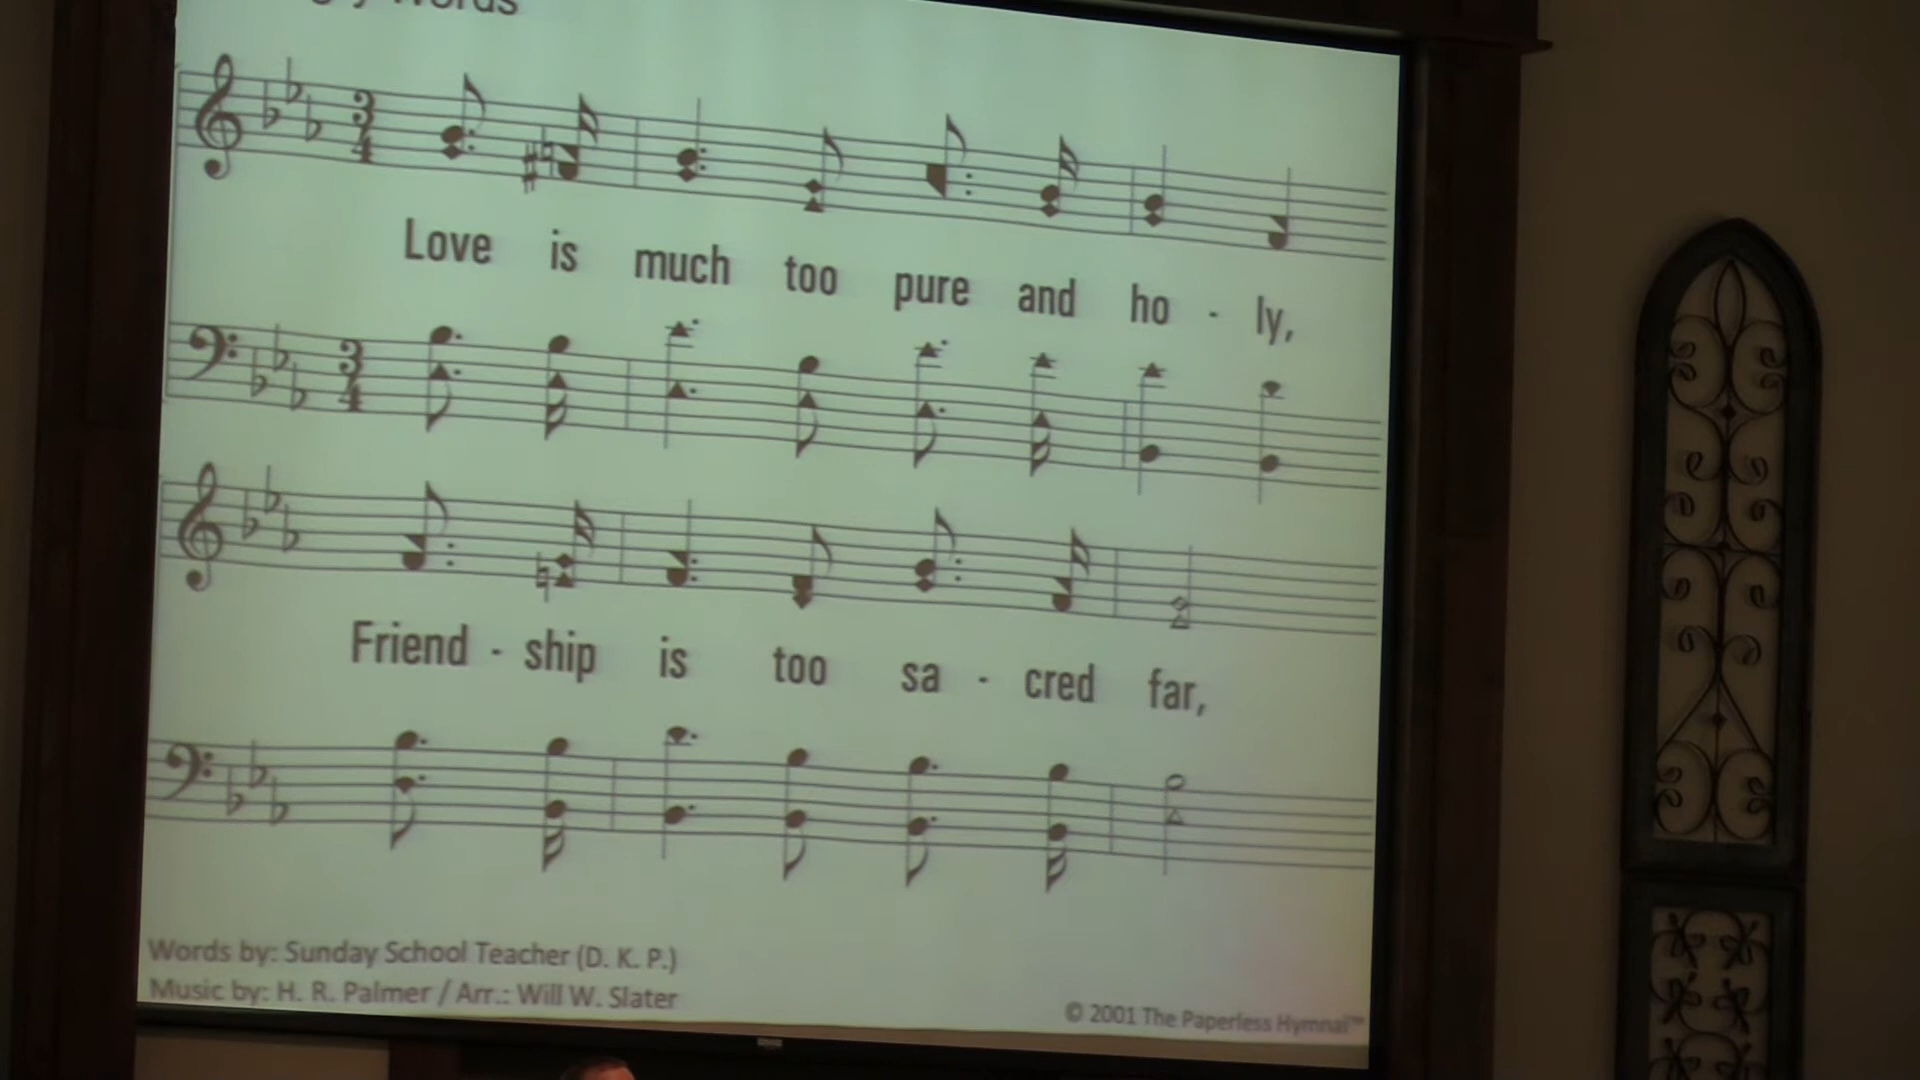 Words
Love is much too pure and ho - ly,
Friend - ship is too sa - cred far,
Words by: Sunday School Teacher (D. K. P.)
Music by: H. R. Palmer / Arr.: Will W. Slater
© 2001 The Paperless Hymnal™